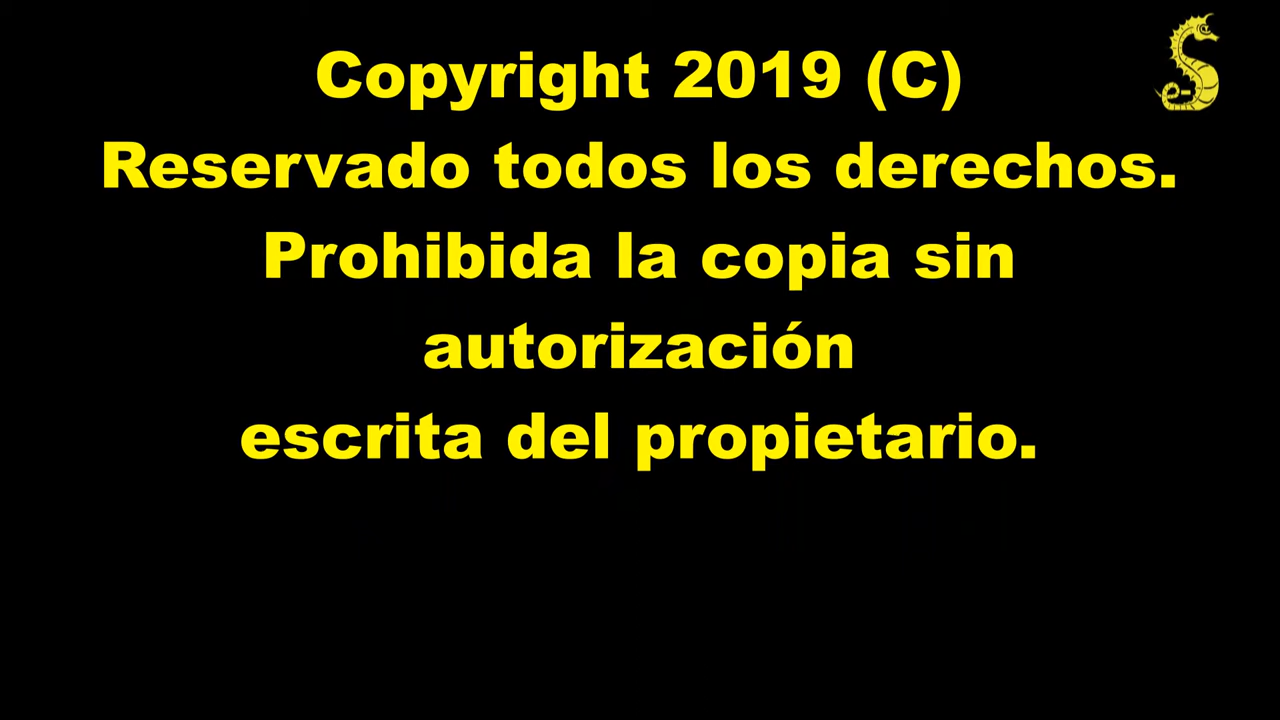 Copyright 2019 (C)
Reservado todos los derechos.
Prohibida la copia sin
autorización
escrita del propietario.